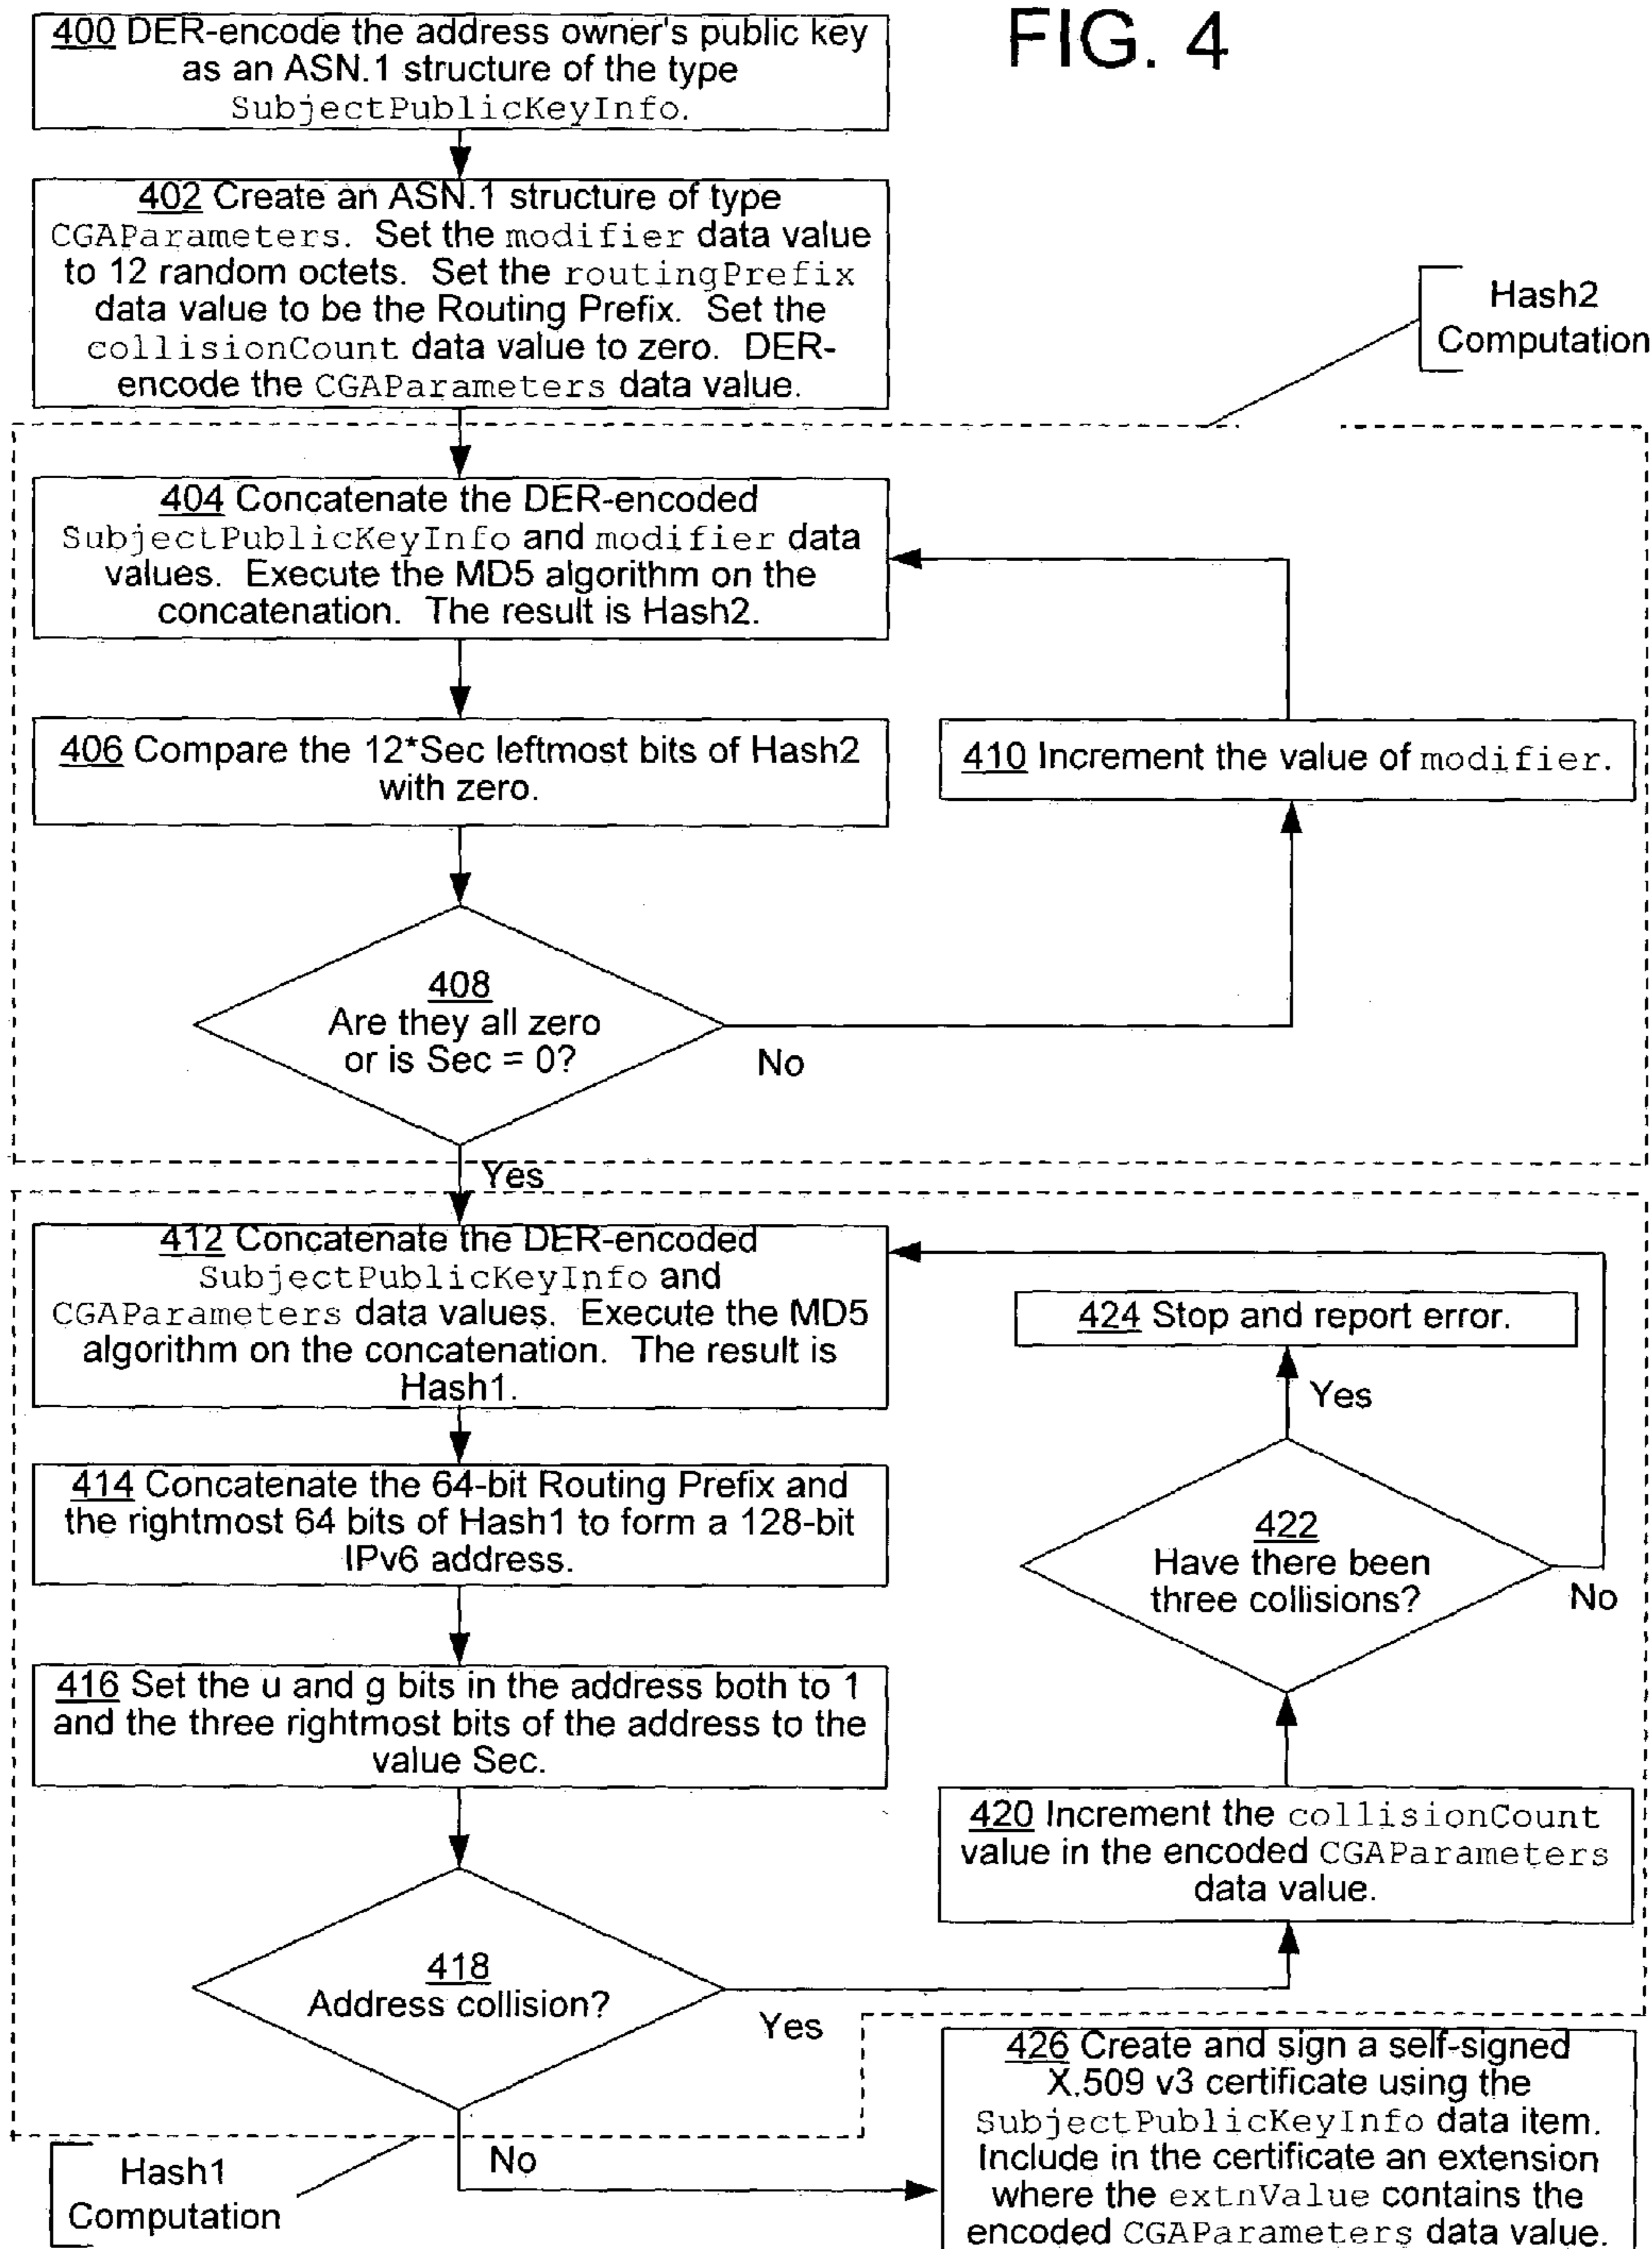 FIG. 4
400 DER-encode the address owner's public key
as an ASN.1 structure of the type
SubjectPublicKeyInfo.
402 Create an ASN.1 structure of type
CGAParameters. Set the modifier data value
to 12 random octets. Set the routingPrefix
data value to be the Routing Prefix. Set the
collisionCount data value to zero. DER-
encode the CGAParameters data value.
Hash2
Computation
404 Concatenate the DER-encoded
SubjectPublicKeyInfo and modifier data
values. Execute the MD5 algorithm on the
concatenation. The result is Hash2.
406 Compare the 12*Sec leftmost bits of Hash2
with zero.
410 Increment the value of modifier.
408
Are they all zero
or is Sec = 0?
No
Yes
412 Concatenate the DER-encoded
SubjectPublicKeyInfo and
CGAParameters data values. Execute the MD5
algorithm on the concatenation. The result is
Hash1.
424 Stop and report error.
Yes
414 Concatenate the 64-bit Routing Prefix and
the rightmost 64 bits of Hash1 to form a 128-bit
IPv6 address.
422
Have there been
three collisions?
No
416 Set the u and g bits in the address both to 1
and the three rightmost bits of the address to the
value Sec.
420 Increment the collisionCount
value in the encoded CGAParameters
data value.
418
Address collision?
Yes
No
426 Create and sign a self-signed
X.509 v3 certificate using the
SubjectPublicKeyInfo data item.
Include in the certificate an extension
where the extnValue contains the
encoded CGAParameters data value.
Hash1
Computation